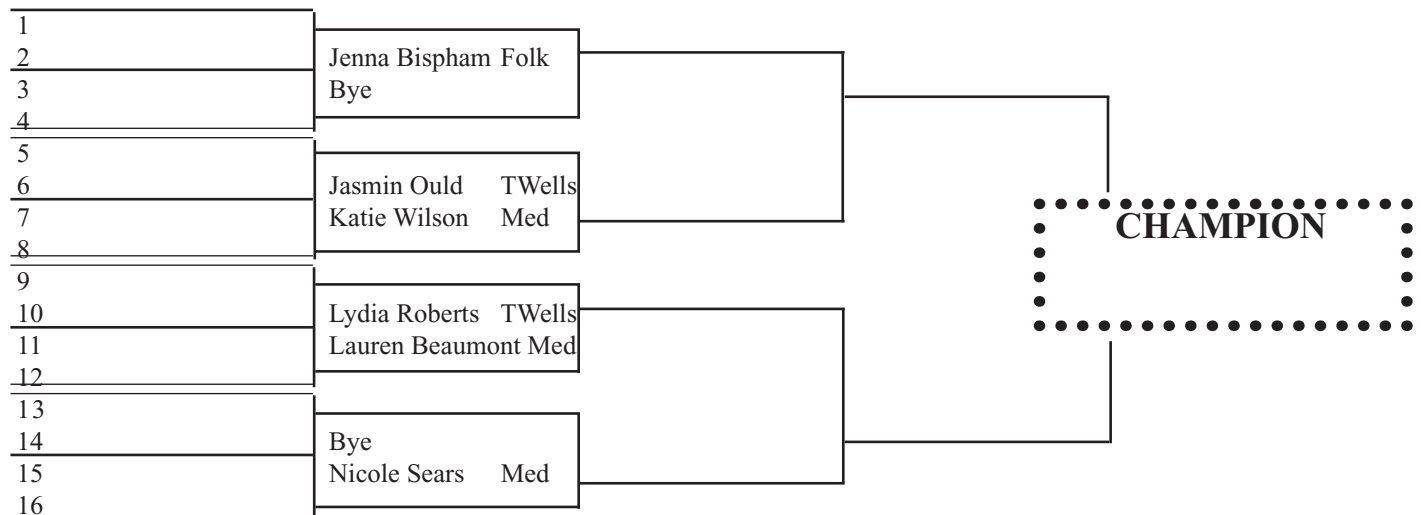 1
2
3
4
5
6
7
8
9
10
11
12
13
14
15
16
Jenna Bispham Folk
Bye
Jasmin Ould TWells
Katie Wilson Med
Lydia Roberts TWells
Lauren Beaumont Med
Bye
Nicole Sears Med
CHAMPION